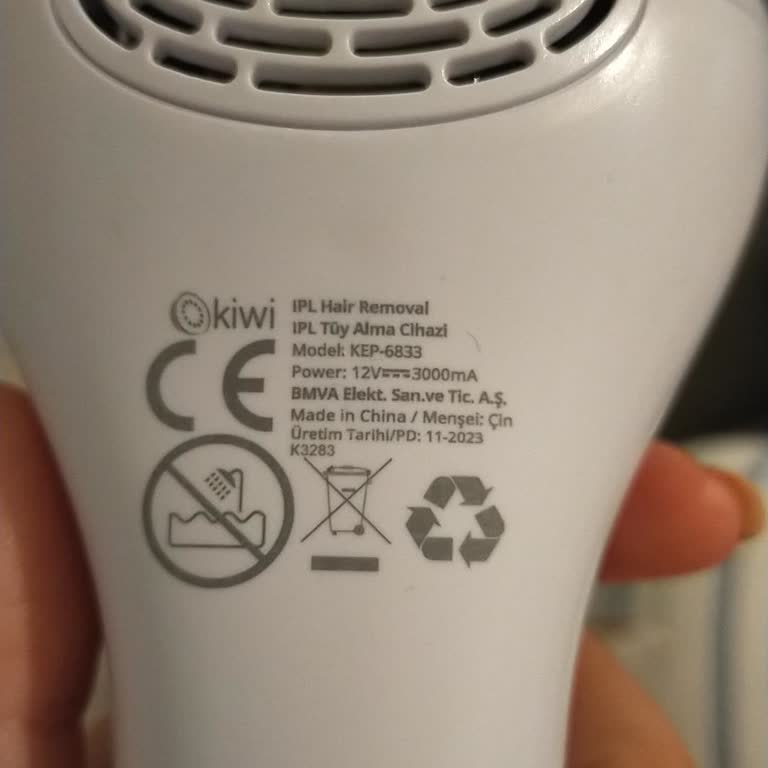 kiwi
IPL Hair Removal
IPL Tüy Alma Cihazi
Model: KEP-6833
Power: 12V⎓3000mA
BMVA Elekt. San.ve Tic. A.Ş.
Made in China / Menşei: Çin
Üretim Tarihi/PD: 11-2023
K3283
CE